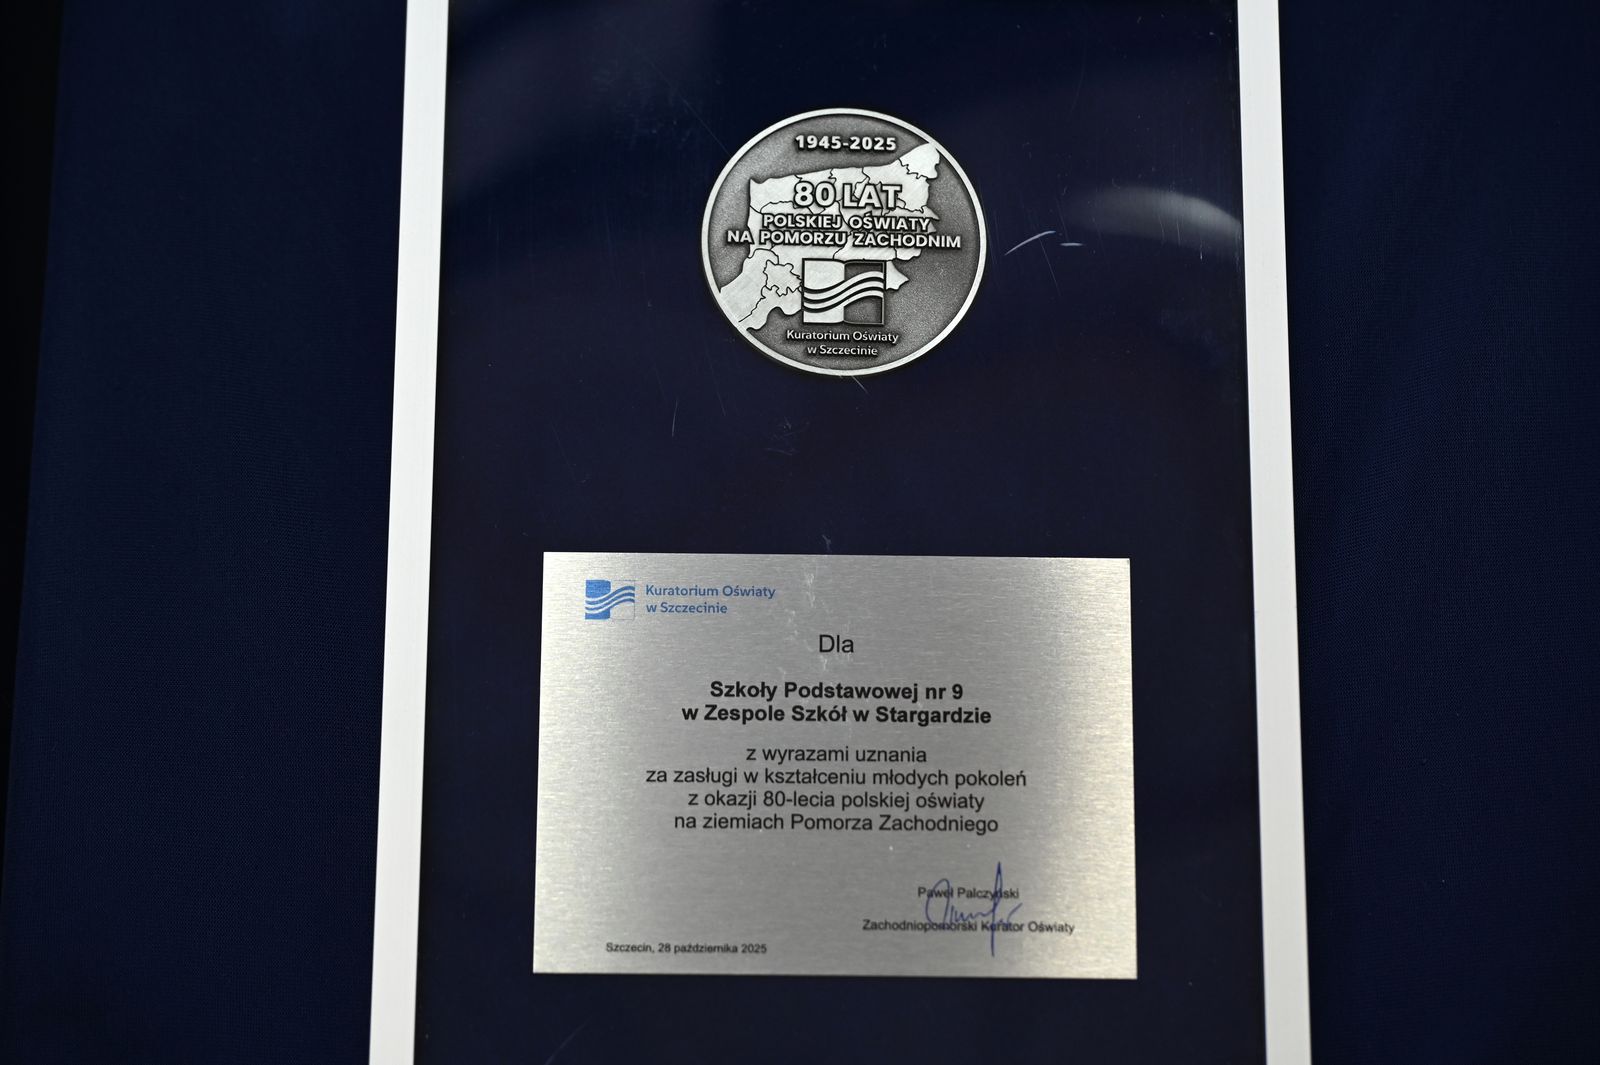 1945-2025
80 LAT
POLSKIEJ OŚWIATY
NA POMORZU ZACHODNIM
Kuratorium Oświaty
w Szczecinie
Kuratorium Oświaty
w Szczecinie
Dla
Szkoły Podstawowej nr 9
w Zespole Szkół w Stargardzie
z wyrazami uznania
za zasługi w kształceniu młodych pokoleń
z okazji 80-lecia polskiej oświaty
na ziemiach Pomorza Zachodniego
Paweł Palczyński
Zachodniopomorski Kurator Oświaty
Szczecin, 28 października 2025